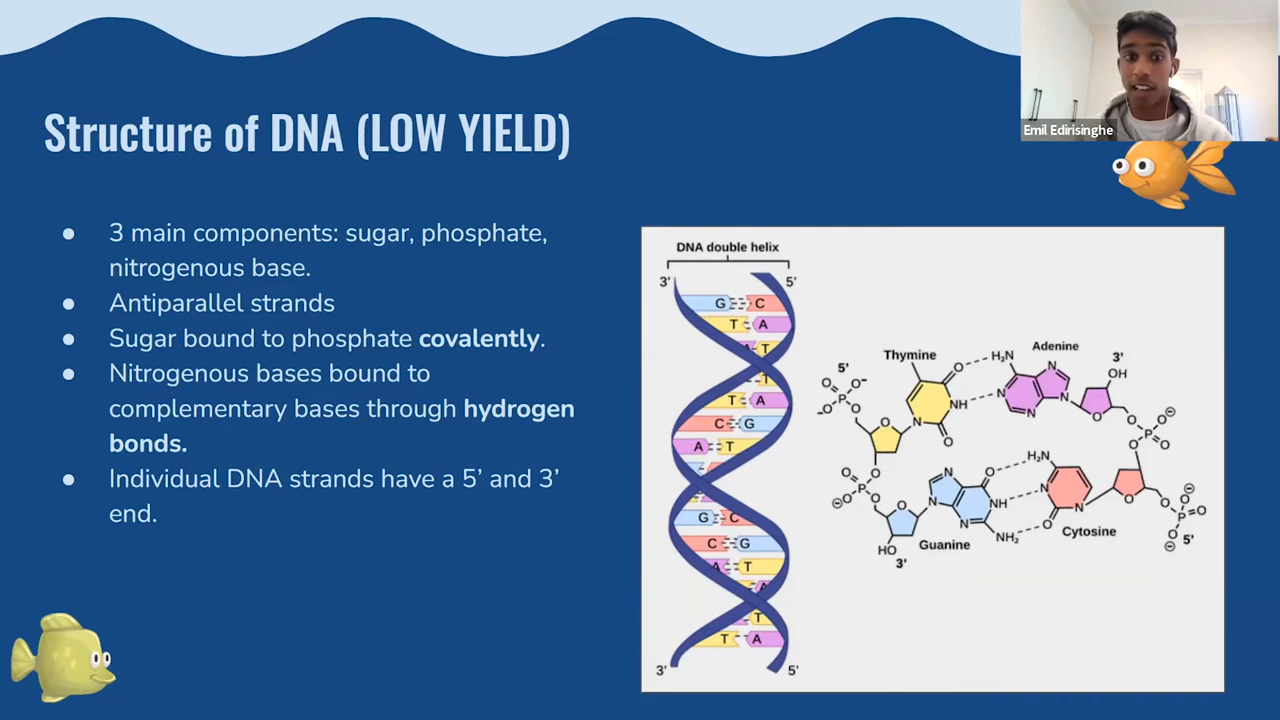 Emil Edirisinghe
Structure of DNA (LOW YIELD)
● 3 main components: sugar, phosphate,
nitrogenous base.
● Antiparallel strands
● Sugar bound to phosphate covalently.
● Nitrogenous bases bound to
complementary bases through hydrogen
bonds.
● Individual DNA strands have a 5’ and 3’
end.
DNA double helix
3' 5'
G C
T A
A T
T
T A
C G
A T
G C
C G
A T
A
T
T A
3' 5'
Thymine
Adenine
5'
3'
H₂N
O
N
OH
O
O⁻
⁻O
P
O
O
NH
N
N
N
N
O
O
O
O
P
O
O
O
O
P
O
O
N
O
H₂N
N
NH
N
N
N
O
O
O
P
O
O
O
NH₂
N
O
HO
Guanine
Cytosine
3'
5'